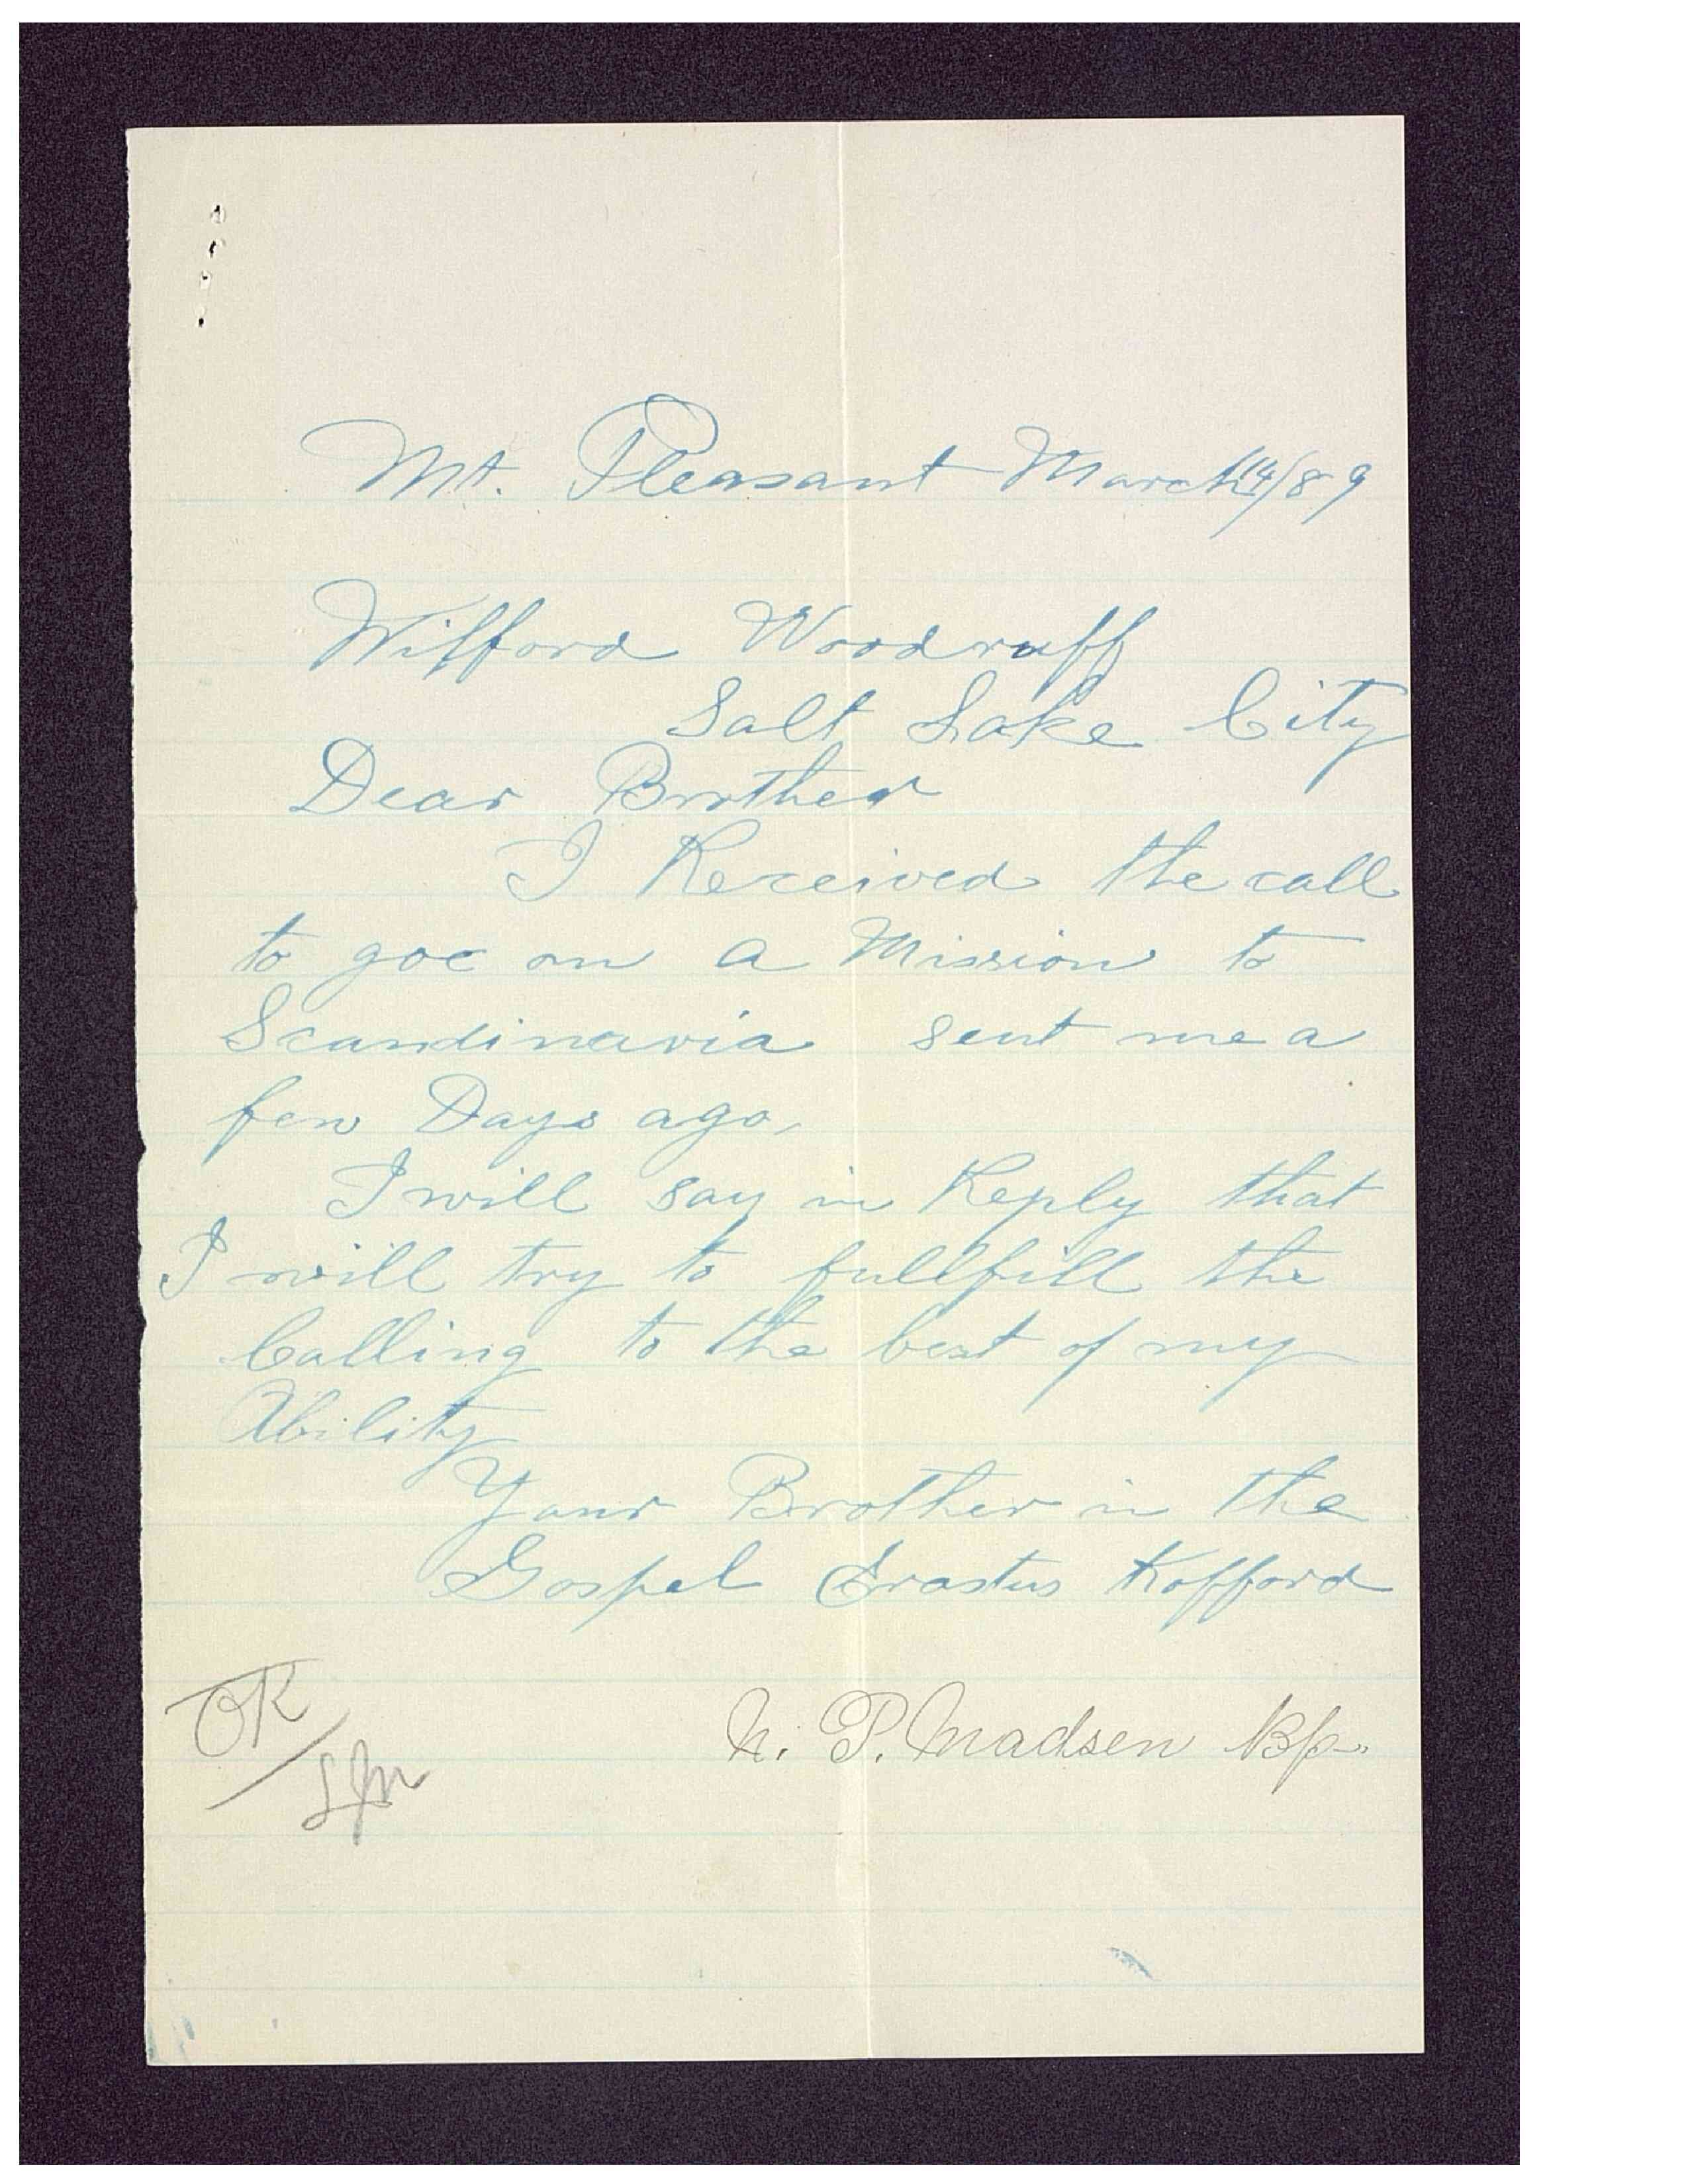 Mt. Pleasant March 14/89
Wilford Woodruff
Salt Lake City
Dear Brother
I Received the call
to goe on a Mission to
Scandinavia sent me a
few Days ago,
I will say in Reply that
I will try to fullfill the
Calling to the best of my
Ability
Your Brother in the
Gospel Erastus Kofford
N. P. Madsen Bp.
OK